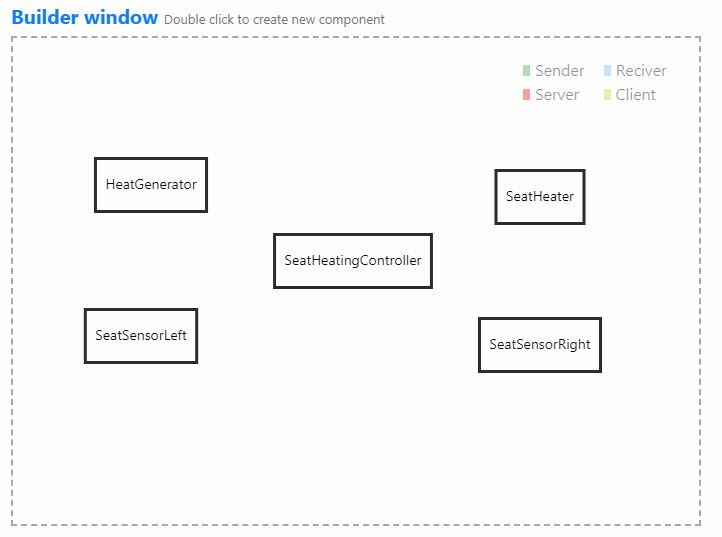 Builder window Double click to create new component
Sender Reciver
Server Client
HeatGenerator
SeatHeater
SeatHeatingController
SeatSensorLeft
SeatSensorRight